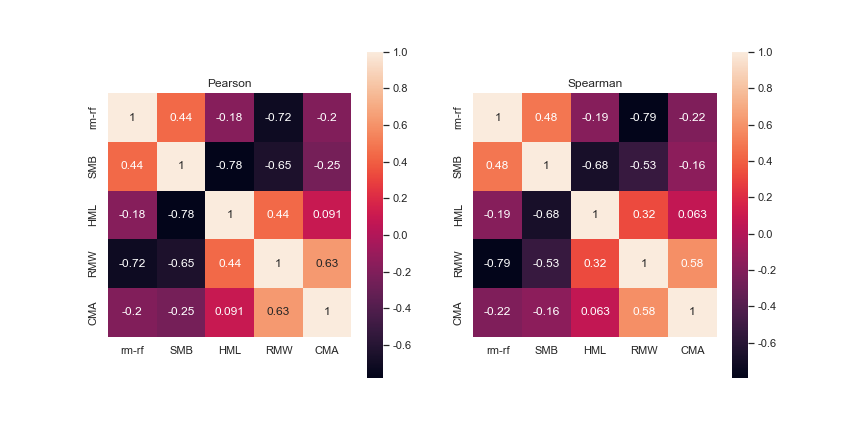 Pearson
rm-rf 1 0.44 -0.18 -0.72 -0.2
SMB 0.44 1 -0.78 -0.65 -0.25
HML -0.18 -0.78 1 0.44 0.091
RMW -0.72 -0.65 0.44 1 0.63
CMA -0.2 -0.25 0.091 0.63 1
rm-rf SMB HML RMW CMA
1.0
0.8
0.6
0.4
0.2
0.0
-0.2
-0.4
-0.6
Spearman
rm-rf 1 0.48 -0.19 -0.79 -0.22
SMB 0.48 1 -0.68 -0.53 -0.16
HML -0.19 -0.68 1 0.32 0.063
RMW -0.79 -0.53 0.32 1 0.58
CMA -0.22 -0.16 0.063 0.58 1
rm-rf SMB HML RMW CMA
1.0
0.8
0.6
0.4
0.2
0.0
-0.2
-0.4
-0.6